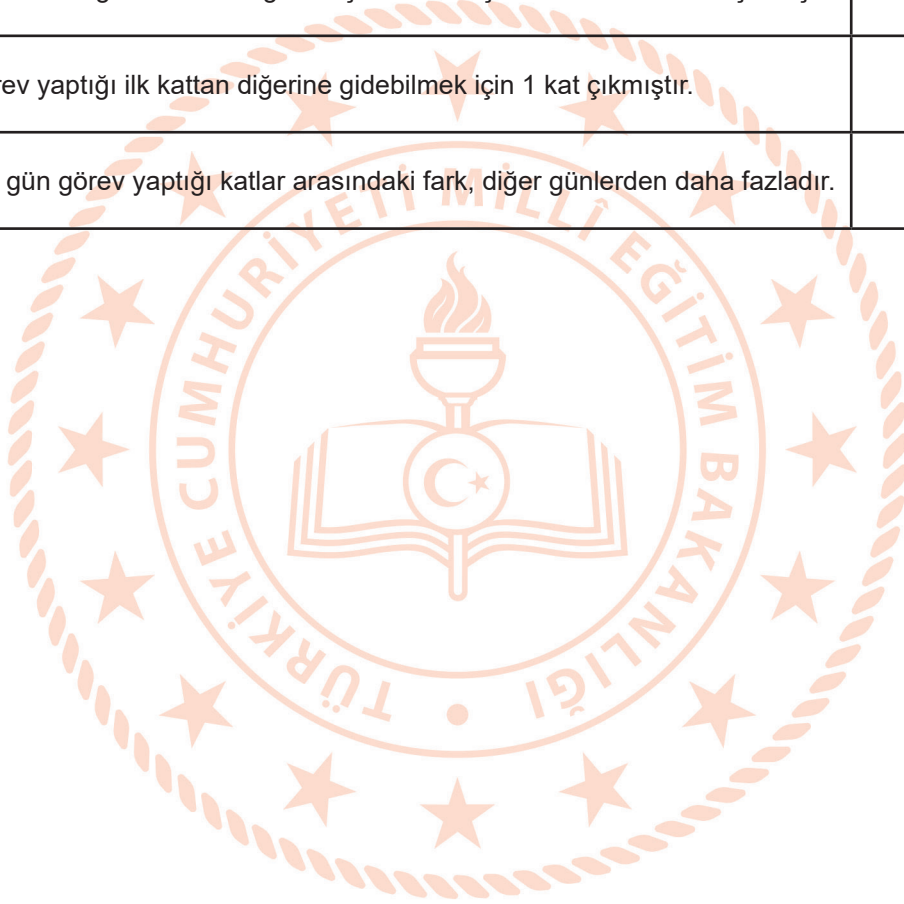 rev yaptığı ilk kattan diğerine gidebilmek için 1 kat çıkmıştır.
gün görev yaptığı katlar arasındaki fark, diğer günlerden daha fazladır.
TÜRKİYE CUMHURİYETİ MİLLÎ EĞİTİM BAKANLIĞI